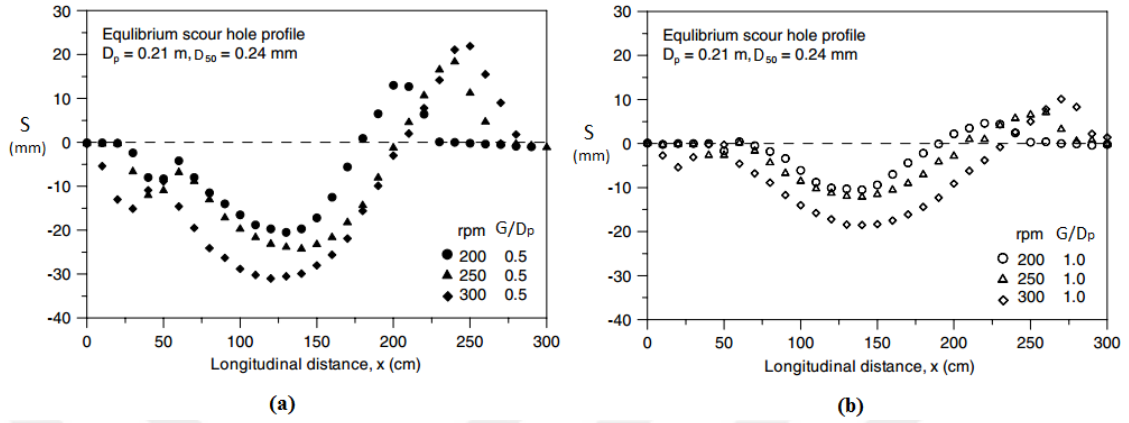 30
20
10
0
-10
-20
-30
-40
S
(mm)
Equlibrium scour hole profile
Dp = 0.21 m, D50 = 0.24 mm
rpm G/Dp
200 0.5
250 0.5
300 0.5
0 50 100 150 200 250 300
Longitudinal distance, x (cm)
(a)
30
20
10
0
-10
-20
-30
-40
S
(mm)
Equlibrium scour hole profile
Dp = 0.21 m, D50 = 0.24 mm
rpm G/Dp
200 1.0
250 1.0
300 1.0
0 50 100 150 200 250 300
Longitudinal distance, x (cm)
(b)